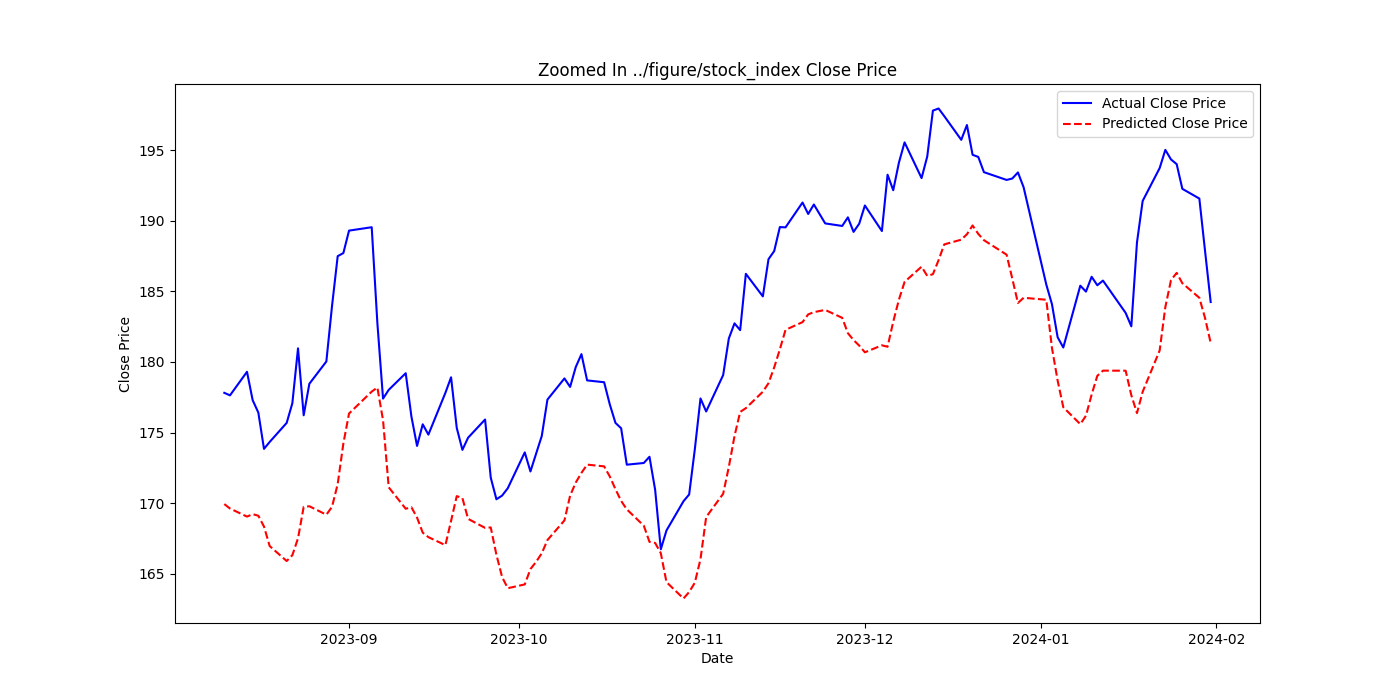 Zoomed In ../figure/stock_index Close Price
Actual Close Price
Predicted Close Price
Close Price
195
190
185
180
175
170
165
2023-09 2023-10 2023-11 2023-12 2024-01 2024-02
Date